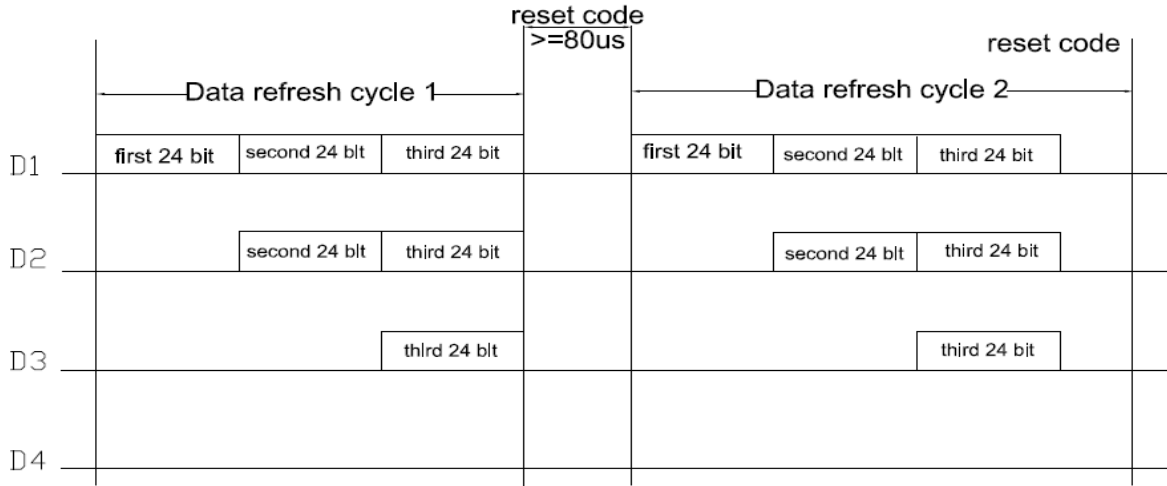 reset code
>=80us
reset code
Data refresh cycle 1
Data refresh cycle 2
D1 first 24 bit second 24 blt third 24 bit first 24 bit second 24 blt third 24 bit
D2 second 24 blt third 24 bit second 24 blt third 24 bit
D3 thlrd 24 blt third 24 bit
D4